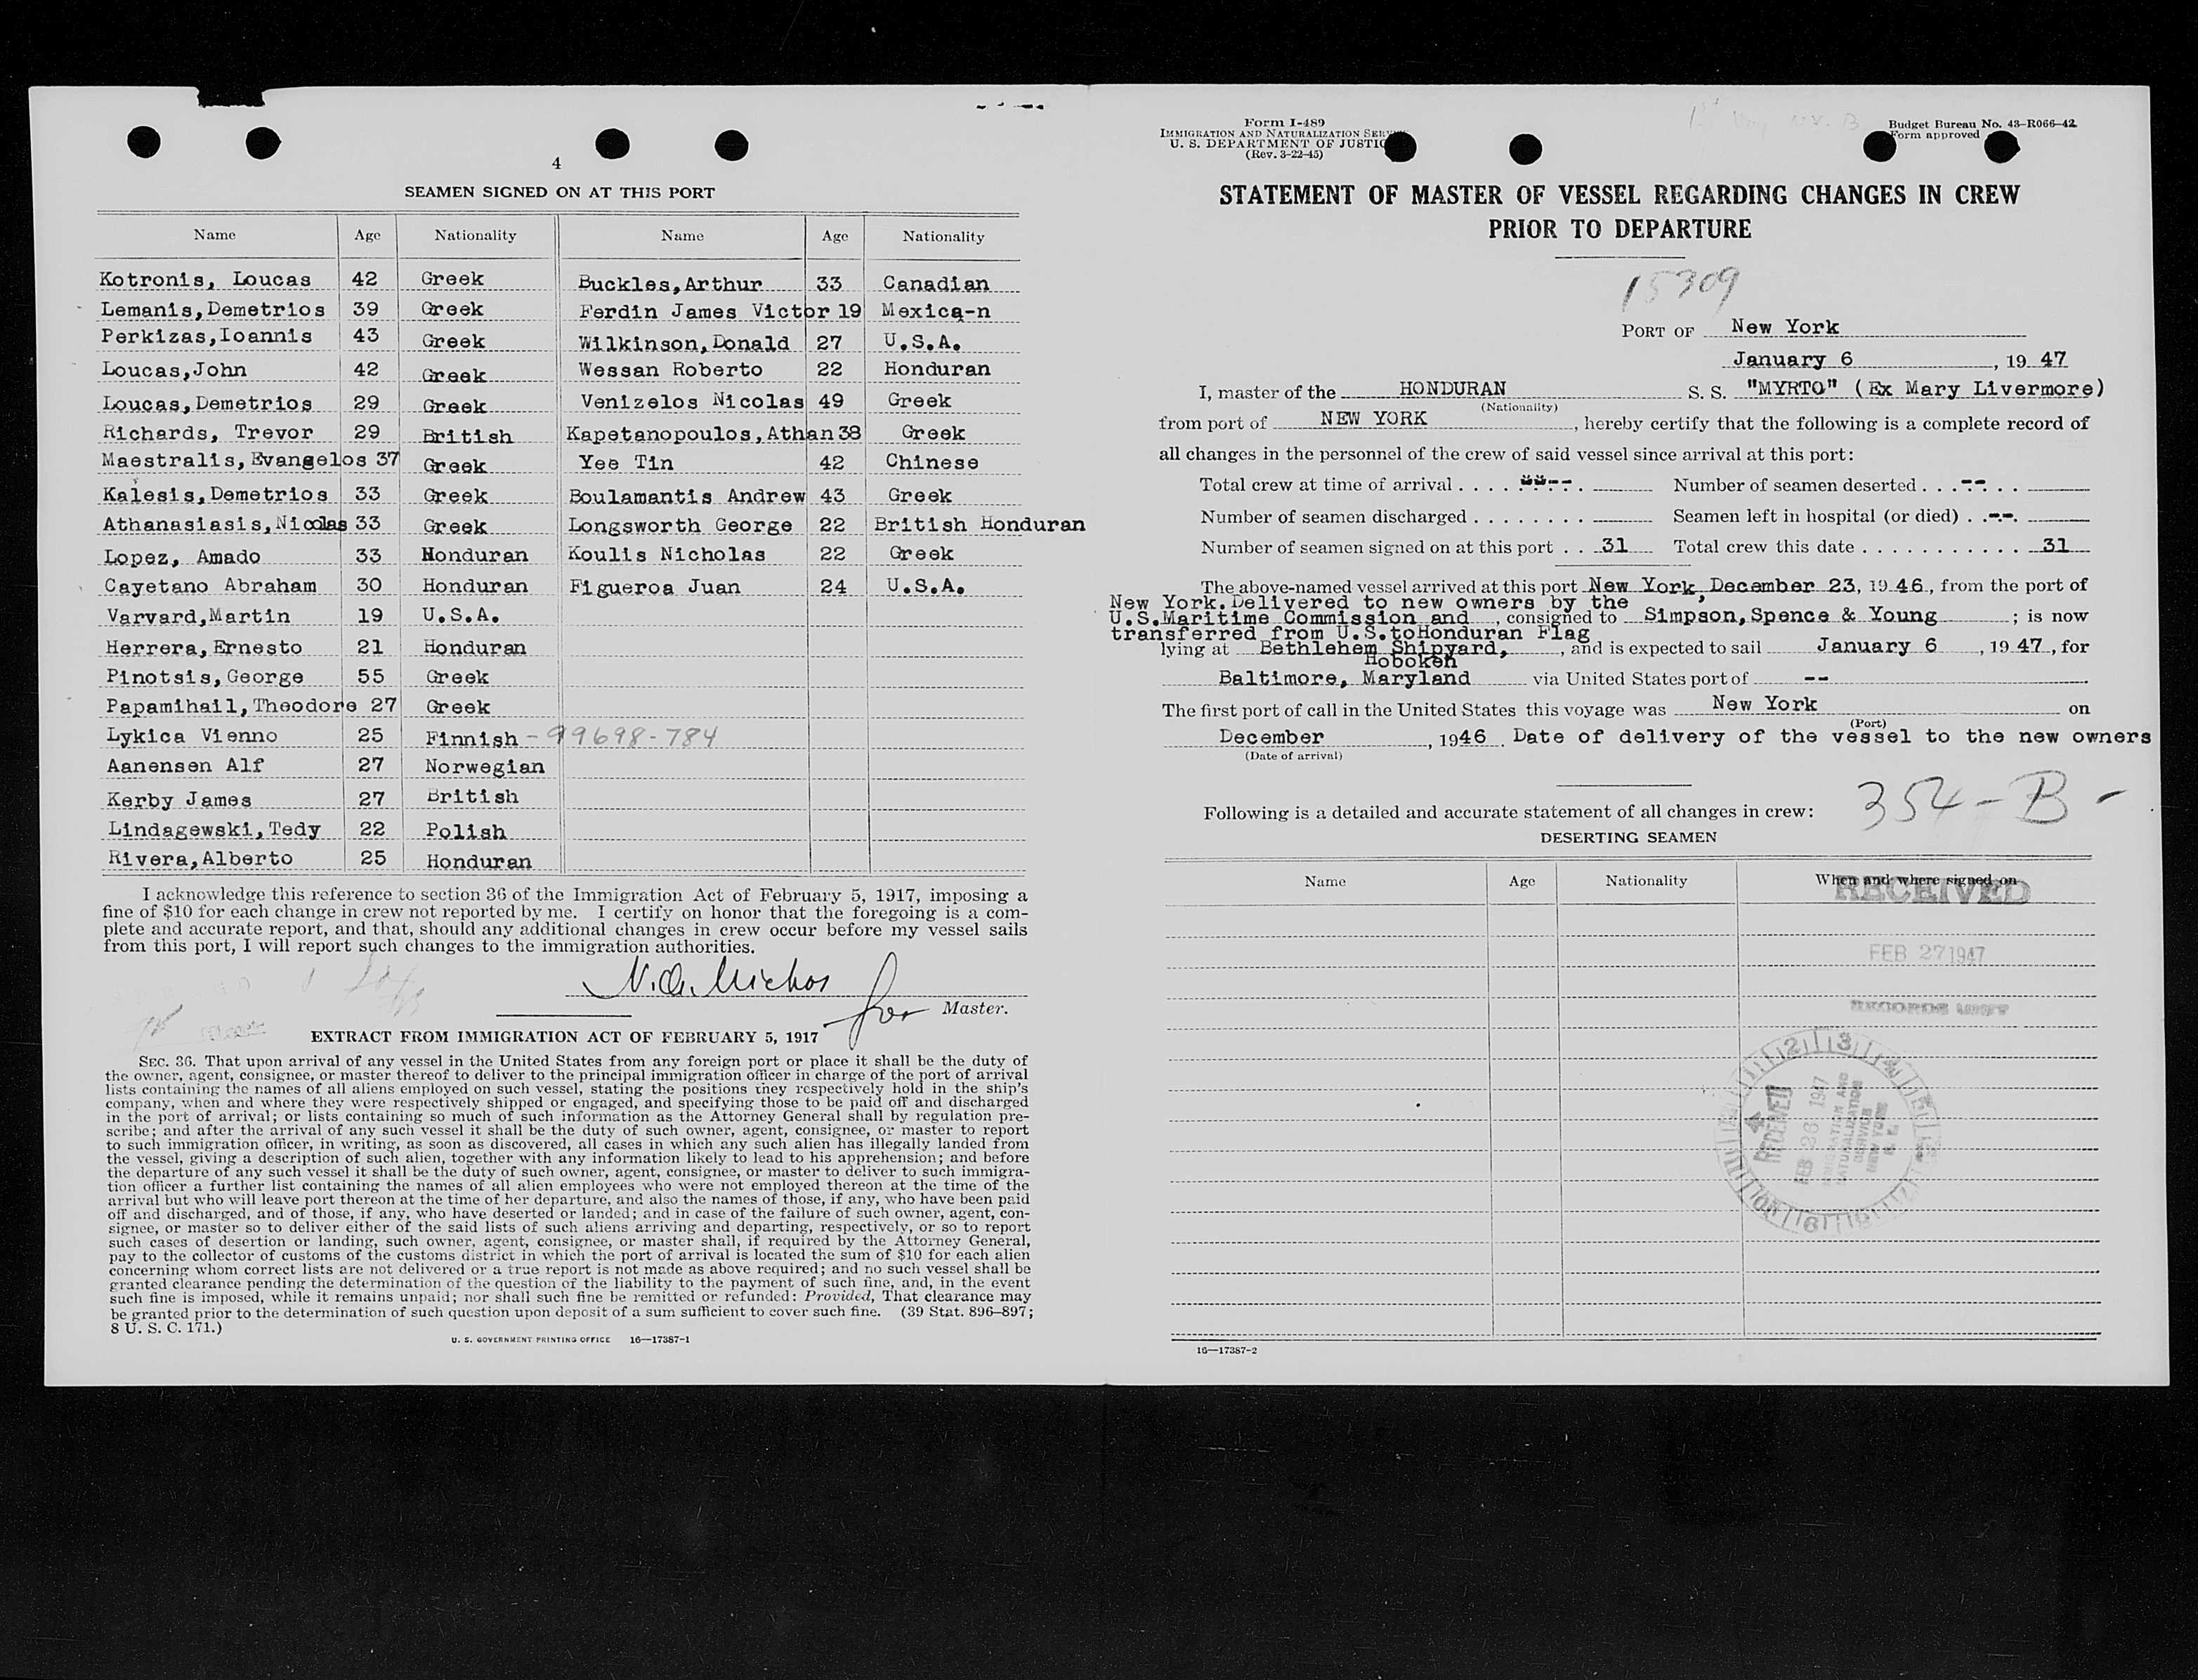 4
SEAMEN SIGNED ON AT THIS PORT
Name Age Nationality Name Age Nationality
Kotronis, Loucas 42 Greek Buckles,Arthur 33 Canadian
Lemanis,Demetrios 39 Greek Ferdin James Victor 19 Mexica-n
Perkizas,Ioannis 43 Greek Wilkinson,Donald 27 U.S.A.
Loucas,John 42 Greek Wessan Roberto 22 Honduran
Loucas,Demetrios 29 Greek Venizelos Nicolas 49 Greek
Richards, Trevor 29 British Kapetanopoulos,Athan 38 Greek
Maestralis,Evangelos 37 Greek Yee Tin 42 Chinese
Kalesis,Demetrios 33 Greek Boulamantis Andrew 43 Greek
Athanasiasis,Nicolas 33 Greek Longsworth George 22 British Honduran
Lopez, Amado 33 Honduran Koulis Nicholas 22 Greek
Cayetano Abraham 30 Honduran Figueroa Juan 24 U.S.A.
Varvard,Martin 19 U.S.A.
Herrera,Ernesto 21 Honduran
Pinotsis,George 55 Greek
Papamihail,Theodore 27 Greek
Lykica Vienno 25 Finnish - 99698-784
Aanensen Alf 27 Norwegian
Kerby James 27 British
Lindagewski,Tedy 22 Polish
Rivera,Alberto 25 Honduran
I acknowledge this reference to section 36 of the Immigration Act of February 5, 1917, imposing a
fine of $10 for each change in crew not reported by me. I certify on honor that the foregoing is a com-
plete and accurate report, and that, should any additional changes in crew occur before my vessel sails
from this port, I will report such changes to the immigration authorities.
N.G. Michos
for Master.
EXTRACT FROM IMMIGRATION ACT OF FEBRUARY 5, 1917
SEC. 36. That upon arrival of any vessel in the United States from any foreign port or place it shall be the duty of
the owner, agent, consignee, or master thereof to deliver to the principal immigration officer in charge of the port of arrival
lists containing the names of all aliens employed on such vessel, stating the positions they respectively hold in the ship's
company, when and where they were respectively shipped or engaged, and specifying those to be paid off and discharged
in the port of arrival; or lists containing so much of such information as the Attorney General shall by regulation pre-
scribe; and after the arrival of any such vessel it shall be the duty of such owner, agent, consignee, or master to report
to such immigration officer, in writing, as soon as discovered, all cases in which any such alien has illegally landed from
the vessel, giving a description of such alien, together with any information likely to lead to his apprehension; and before
the departure of any such vessel it shall be the duty of such owner, agent, consignee, or master to deliver to such immigra-
tion officer a further list containing the names of all alien employees who were not employed thereon at the time of the
arrival but who will leave port thereon at the time of her departure, and also the names of those, if any, who have been paid
off and discharged, and of those, if any, who have deserted or landed; and in case of the failure of such owner, agent, con-
signee, or master so to deliver either of the said lists of such aliens arriving and departing, respectively, or so to report
such cases of desertion or landing, such owner, agent, consignee, or master shall, if required by the Attorney General,
pay to the collector of customs of the customs district in which the port of arrival is located the sum of $10 for each alien
concerning whom correct lists are not delivered or a true report is not made as above required; and no such vessel shall be
granted clearance pending the determination of the question of the liability to the payment of such fine, and, in the event
such fine is imposed, while it remains unpaid; nor shall such fine be remitted or refunded: Provided, That clearance may
be granted prior to the determination of such question upon deposit of a sum sufficient to cover such fine. (39 Stat. 896–897;
8 U. S. C. 171.)
U. S. GOVERNMENT PRINTING OFFICE 16—17387-1
Form I-489
IMMIGRATION AND NATURALIZATION SERV
U. S. DEPARTMENT OF JUSTIC
(Rev. 3-22-45)
Budget Bureau No. 43-R066-42
Form approved
STATEMENT OF MASTER OF VESSEL REGARDING CHANGES IN CREW
PRIOR TO DEPARTURE
15309
PORT OF New York
January 6, 1947
I, master of the HONDURAN S. S. "MYRTO" (Ex Mary Livermore)
(Nationality)
from port of NEW YORK, hereby certify that the following is a complete record of
all changes in the personnel of the crew of said vessel since arrival at this port:
Total crew at time of arrival . . . . -- . Number of seamen deserted . . . -- . .
Number of seamen discharged . . . . . . . . Seamen left in hospital (or died) . . -- .
Number of seamen signed on at this port . . 31 Total crew this date . . . . . . . . . . . . 31
The above-named vessel arrived at this port New York, December 23, 1946, from the port of
New York.Delivered to new owners by the
U.S.Maritime Commission and, consigned to Simpson,Spence & Young; is now
transferred from U.S.toHonduran Flag
lying at Bethlehem Shipyard, , and is expected to sail January 6, 1947, for
Hoboken
Baltimore, Maryland via United States port of --
The first port of call in the United States this voyage was New York on
(Port)
December, 1946. Date of delivery of the vessel to the new owners
(Date of arrival)
354-B-
Following is a detailed and accurate statement of all changes in crew:
DESERTING SEAMEN
Name Age Nationality When and where signed on
RECEIVED
FEB 27 1947
RECORDS UNIT
RECEIVED
FEB 26 1947
IMMIGRATION AND
NATURALIZATION
SERVICE
NEW YORK
16—17387-2